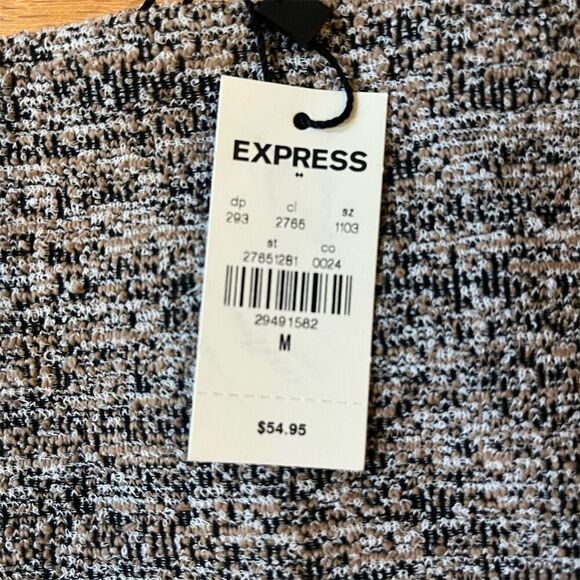 EXPRESS
dp cl sz
293 2765 1103
st co
27651281 0024
29491582
M
$54.95